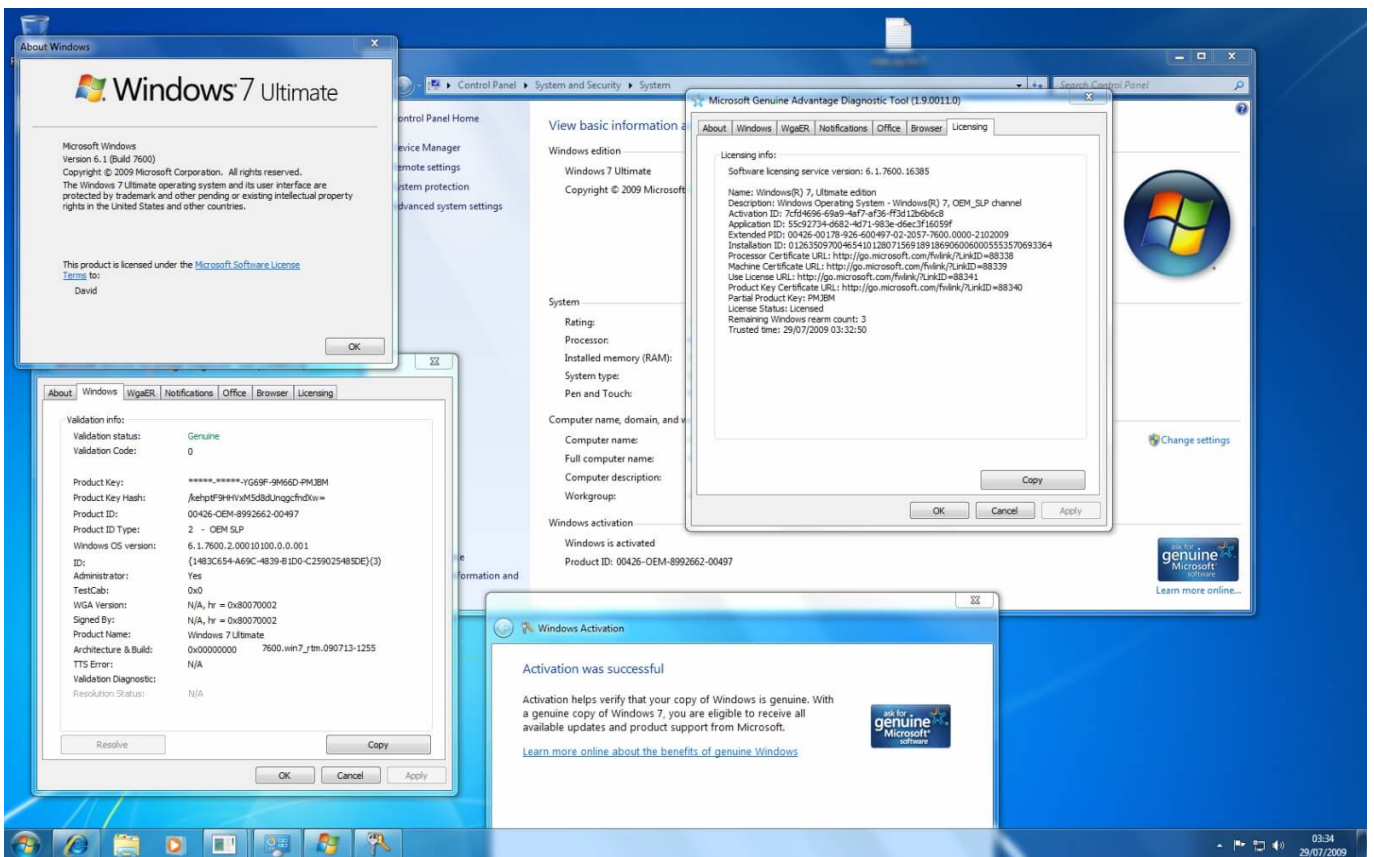 About Windows
Windows 7 Ultimate
Microsoft Windows
Version 6.1 (Build 7600)
Copyright © 2009 Microsoft Corporation. All rights reserved.
The Windows 7 Ultimate operating system and its user interface are
protected by trademark and other pending or existing intellectual property
rights in the United States and other countries.
This product is licensed under the Microsoft Software License
Terms to:
David
OK
Control Panel ▸ System and Security ▸ System
Search Control Panel
ontrol Panel Home
evice Manager
emote settings
ystem protection
dvanced system settings
formation and
View basic information a
Windows edition
Windows 7 Ultimate
Copyright © 2009 Microsoft
System
Rating:
Processor:
Installed memory (RAM):
System type:
Pen and Touch:
Computer name, domain, and w
Computer name:
Full computer name:
Computer description:
Workgroup:
Change settings
Windows activation
Windows is activated
Product ID: 00426-OEM-8992662-00497
ask for
genuine
Microsoft
software
Learn more online...
Microsoft Genuine Advantage Diagnostic Tool (1.9.0011.0)
About Windows WgaER Notifications Office Browser Licensing
Licensing info:
Software licensing service version: 6.1.7600.16385
Name: Windows(R) 7, Ultimate edition
Description: Windows Operating System - Windows(R) 7, OEM_SLP channel
Activation ID: 7cfd4696-69a9-4af7-af36-ff3d12b6b6c8
Application ID: 55c92734-d682-4d71-983e-d6ec3f16059f
Extended PID: 00426-00178-926-600497-02-2057-7600.0000-2102009
Installation ID: 012635097004654101280715691891869060060005553570693364
Processor Certificate URL: http://go.microsoft.com/fwlink/?LinkID=88338
Machine Certificate URL: http://go.microsoft.com/fwlink/?LinkID=88339
Use License URL: http://go.microsoft.com/fwlink/?LinkID=88341
Product Key Certificate URL: http://go.microsoft.com/fwlink/?LinkID=88340
Partial Product Key: PMJBM
License Status: Licensed
Remaining Windows rearm count: 3
Trusted time: 29/07/2009 03:32:50
Copy
OK Cancel Apply
About Windows WgaER Notifications Office Browser Licensing
Validation info:
Validation status: Genuine
Validation Code: 0
Product Key: *****-*****-YG69F-9M66D-PMJBM
Product Key Hash: /kehptF9HHVxM5d8dUnqgcfndXw=
Product ID: 00426-OEM-8992662-00497
Product ID Type: 2 - OEM SLP
Windows OS version: 6.1.7600.2.00010100.0.0.001
ID: {1483C654-A69C-4839-B1D0-C259025485DE}(3)
Administrator: Yes
TestCab: 0x0
WGA Version: N/A, hr = 0x80070002
Signed By: N/A, hr = 0x80070002
Product Name: Windows 7 Ultimate
Architecture & Build: 0x00000000 7600.win7_rtm.090713-1255
TTS Error: N/A
Validation Diagnostic:
Resolution Status: N/A
Resolve Copy
OK Cancel Apply
Windows Activation
Activation was successful
Activation helps verify that your copy of Windows is genuine. With
a genuine copy of Windows 7, you are eligible to receive all
available updates and product support from Microsoft.
Learn more online about the benefits of genuine Windows
ask for
genuine
Microsoft
software
03:34
29/07/2009